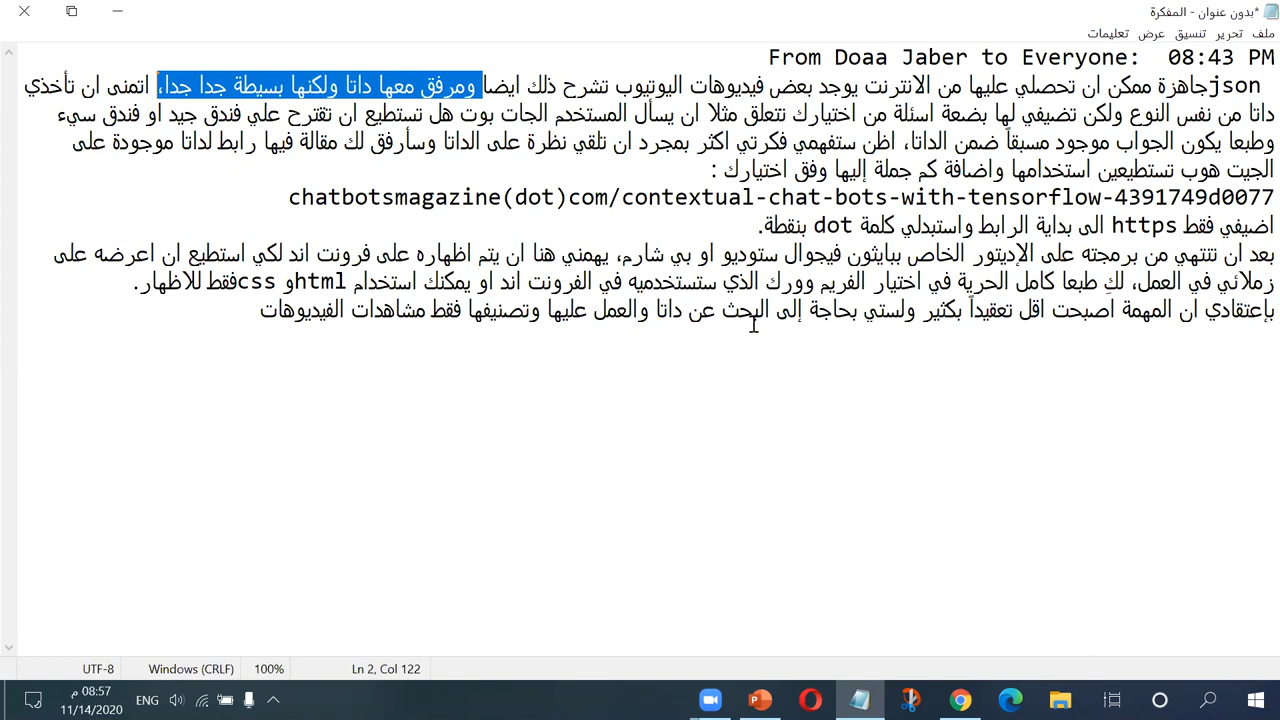 *بدون عنوان - المفكرة
ملف تحرير تنسيق عرض تعليمات
From Doaa Jaber to Everyone: 08:43 PM
jsonجاهزة ممكن ان تحصلي عليها من الانترنت يوجد بعض فيديوهات اليوتيوب تشرح ذلك ايضا ومرفق معها داتا ولكنها بسيطة جدا جدا، اتمنى ان تأخذي
داتا من نفس النوع ولكن تضيفي لها بضعة اسئلة من اختيارك تتعلق مثلا ان يسأل المستخدم الجات بوت هل تستطيع ان تقترح علي فندق جيد او فندق سيء
وطبعا يكون الجواب موجود مسبقاً ضمن الداتا، اظن ستفهمي فكرتي اكثر بمجرد ان تلقي نظرة على الداتا وسأرفق لك مقالة فيها رابط لداتا موجودة على
الجيت هوب تستطيعين استخدامها واضافة كم جملة إليها وفق اختيارك :
chatbotsmagazine(dot)com/contextual-chat-bots-with-tensorflow-4391749d0077
اضيفي فقط https الى بداية الرابط واستبدلي كلمة dot بنقطة.
بعد ان تنتهي من برمجته على الإديتور الخاص ببايثون فيجوال ستوديو او بي شارم، يهمني هنا ان يتم اظهاره على فرونت اند لكي استطيع ان اعرضه على
زملائي في العمل، لكِ طبعا كامل الحرية في اختيار الفريم وورك الذي ستستخدميه في الفرونت اند او يمكنك استخدام htmlو cssفقط للاظهار.
بإعتقادي ان المهمة اصبحت اقل تعقيداً بكثير ولستي بحاجة إلى البحث عن داتا والعمل عليها وتصنيفها فقط مشاهدات الفيديوهات
UTF-8 Windows (CRLF) 100% Ln 2, Col 122
08:57 م
ENG
11/14/2020